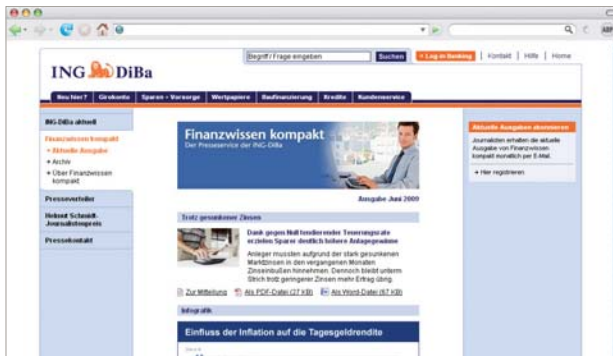 ABP
Begriff / Frage eingeben
Suchen
Log in Banking
Kontakt
Hilfe
Home
ING DiBa
Neu hier?
Girokonto
Sparen + Vorsorge
Wertpapiere
Baufinanzierung
Kredite
Kundenservice
ING-DiBa aktuell
Finanzwissen kompakt
Aktuelle Ausgabe
Archiv
Über Finanzwissen
kompakt
Presseverteiler
Helmut Schmidt-
Journalistenpreis
Pressekontakt
Finanzwissen kompakt
Der Presseservice der ING-DiBa
Ausgabe Juni 2009
Trotz gesunkener Zinsen
Dank gegen Null tendierender Teuerungsrate
erzielen Sparer deutlich höhere Anlagegewinne
Anleger mussten aufgrund der stark gesunkenen
Marktzinsen in den vergangenen Monaten
Zinseinbußen hinnehmen. Dennoch bleibt unterm
Strich trotz geringerer Zinsen mehr Ertrag übrig.
Zur Mitteilung
Als PDF-Datei (27 KB)
Als Word-Datei (67 KB)
Infografik
Einfluss der Inflation auf die Tagesgeldrendite
Aktuelle Ausgaben abonnieren
Journalisten erhalten die aktuelle
Ausgabe von Finanzwissen
kompakt monatlich per E-Mail.
Hier registrieren